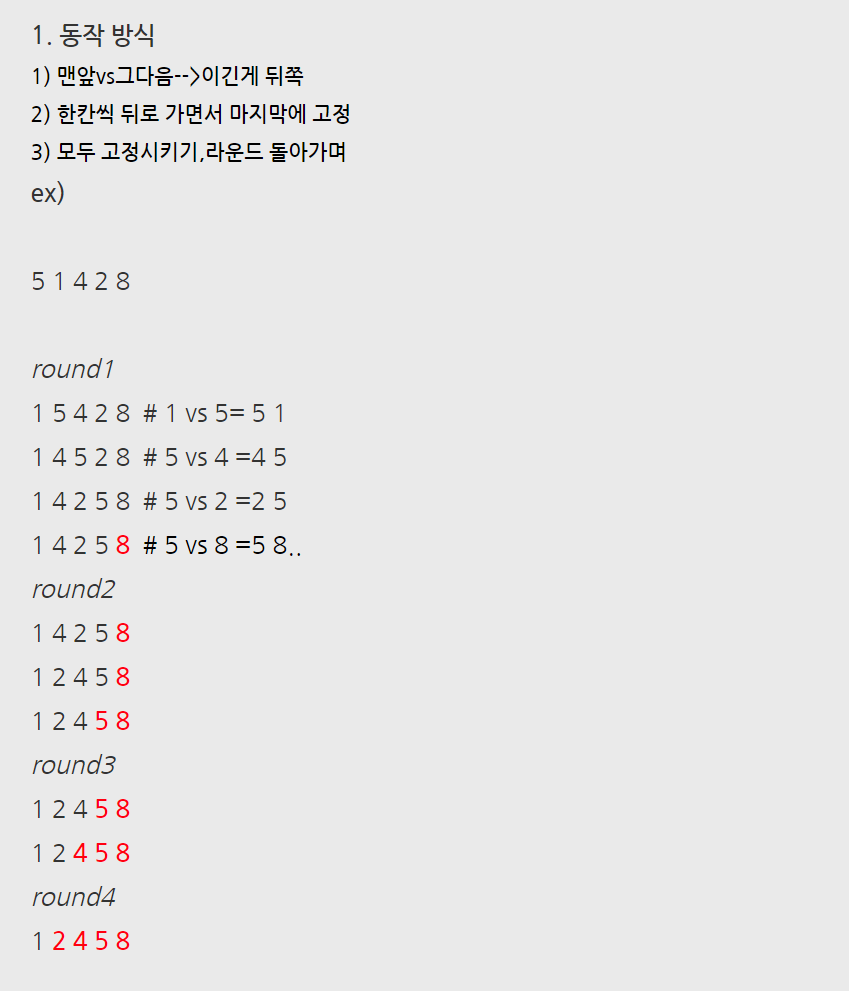 1. 동작 방식
1) 맨앞vs그다음-->이긴게 뒤쪽
2) 한칸씩 뒤로 가면서 마지막에 고정
3) 모두 고정시키기,라운드 돌아가며
ex)
5 1 4 2 8
round1
1 5 4 2 8 # 1 vs 5= 5 1
1 4 5 2 8 # 5 vs 4 =4 5
1 4 2 5 8 # 5 vs 2 =2 5
1 4 2 5 8 # 5 vs 8 =5 8..
round2
1 4 2 5 8
1 2 4 5 8
1 2 4 5 8
round3
1 2 4 5 8
1 2 4 5 8
round4
1 2 4 5 8